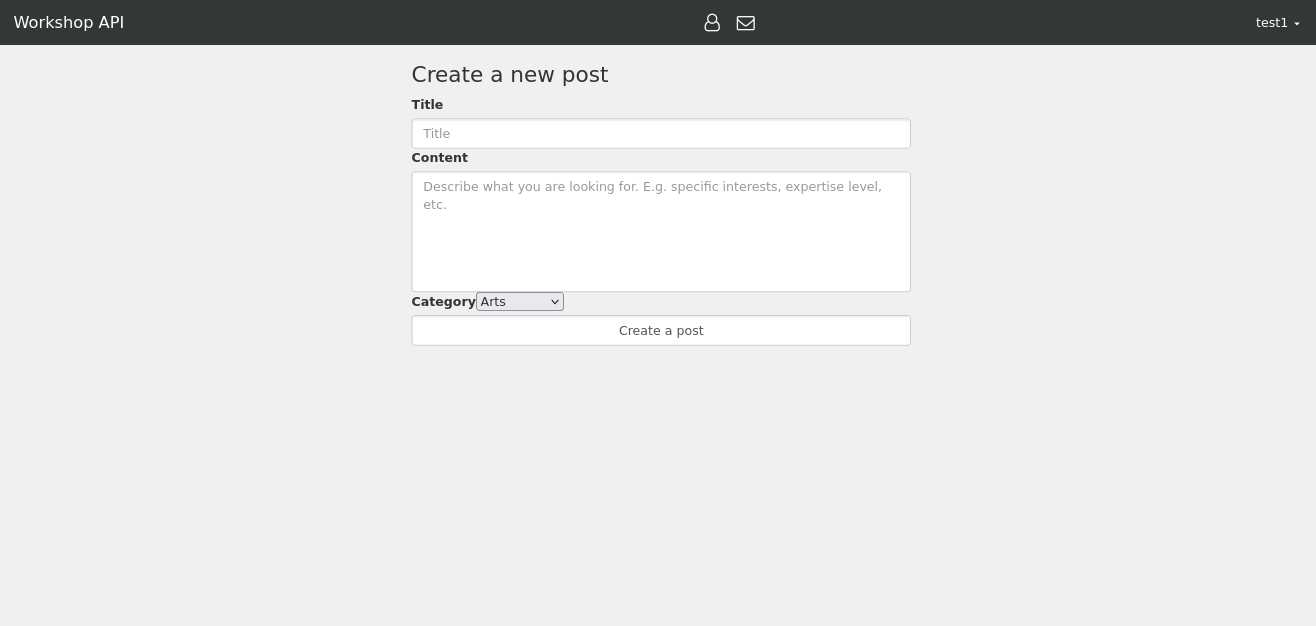 Workshop API
test1
Create a new post
Title
Title
Content
Describe what you are looking for. E.g. specific interests, expertise level,
etc.
Category Arts
Create a post